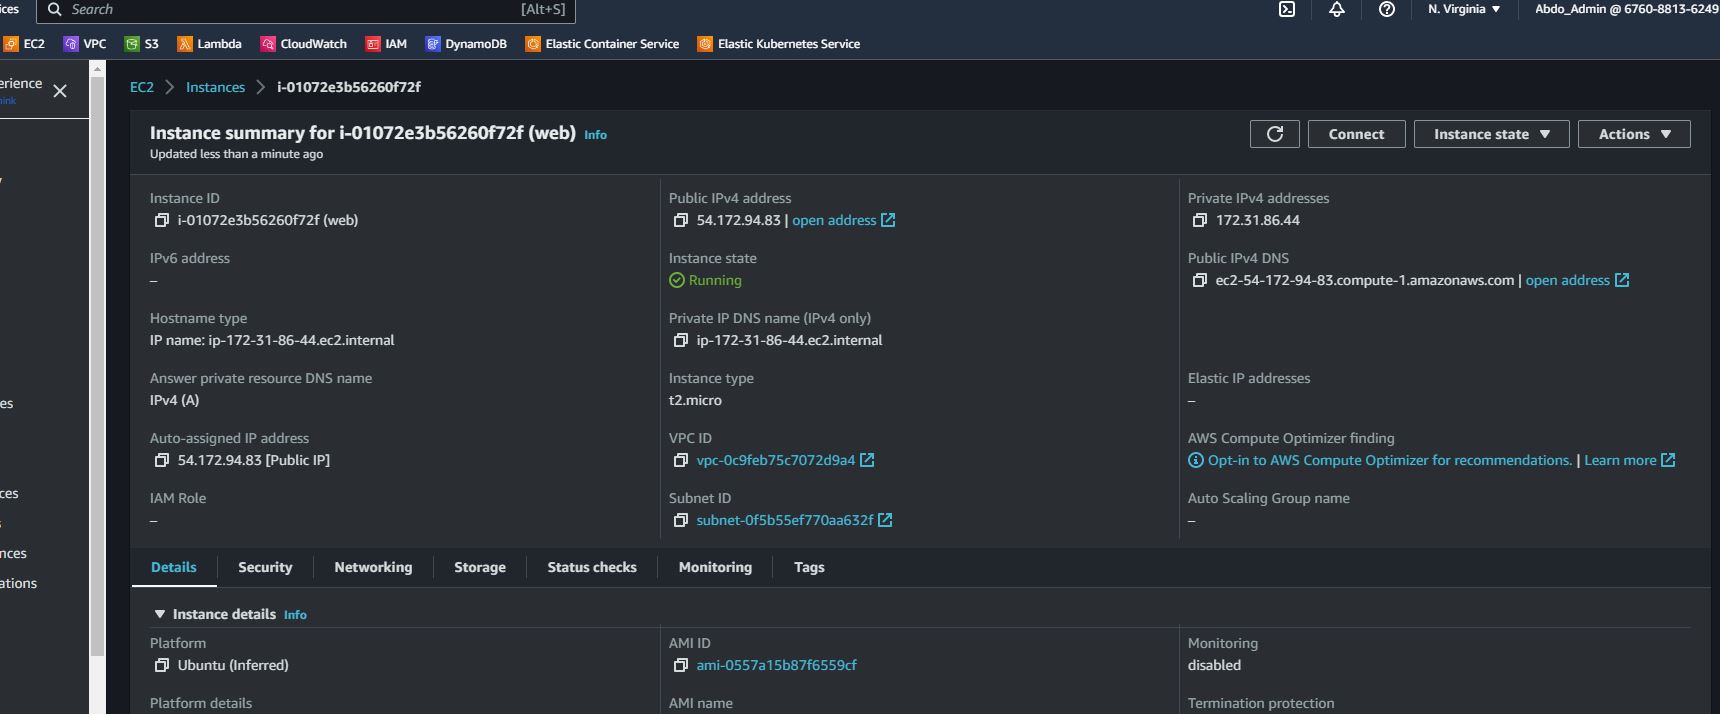 ices
Search
[Alt+S]
N. Virginia
Abdo_Admin @ 6760-8813-6249
EC2
VPC
S3
Lambda
CloudWatch
IAM
DynamoDB
Elastic Container Service
Elastic Kubernetes Service
erience
hink
EC2
Instances
i-01072e3b56260f72f
Instance summary for i-01072e3b56260f72f (web) Info
Updated less than a minute ago
Connect
Instance state
Actions
Instance ID
i-01072e3b56260f72f (web)
Public IPv4 address
54.172.94.83 | open address
Private IPv4 addresses
172.31.86.44
IPv6 address
–
Instance state
Running
Public IPv4 DNS
ec2-54-172-94-83.compute-1.amazonaws.com | open address
Hostname type
IP name: ip-172-31-86-44.ec2.internal
Private IP DNS name (IPv4 only)
ip-172-31-86-44.ec2.internal
Answer private resource DNS name
IPv4 (A)
Instance type
t2.micro
Elastic IP addresses
–
Auto-assigned IP address
54.172.94.83 [Public IP]
VPC ID
vpc-0c9feb75c7072d9a4
AWS Compute Optimizer finding
Opt-in to AWS Compute Optimizer for recommendations. | Learn more
IAM Role
–
Subnet ID
subnet-0f5b55ef770aa632f
Auto Scaling Group name
–
es
ces
s
nces
ations
Details
Security
Networking
Storage
Status checks
Monitoring
Tags
Instance details Info
Platform
Ubuntu (Inferred)
AMI ID
ami-0557a15b87f6559cf
Monitoring
disabled
Platform details
AMI name
Termination protection